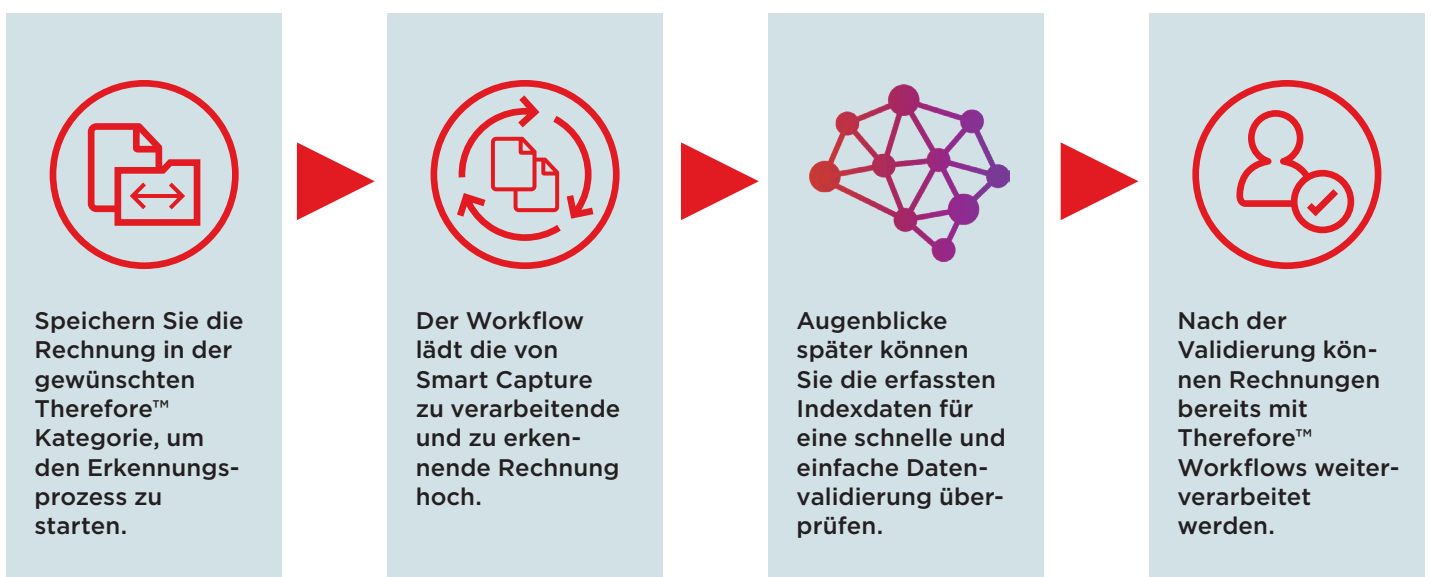 Speichern Sie die
Rechnung in der
gewünschten
Therefore™
Kategorie, um
den Erkennungs-
prozess zu
starten.
Der Workflow
lädt die von
Smart Capture
zu verarbeitende
und zu erken-
nende Rechnung
hoch.
Augenblicke
später können
Sie die erfassten
Indexdaten für
eine schnelle und
einfache Daten-
validierung über-
prüfen.
Nach der
Validierung kön-
nen Rechnungen
bereits mit
Therefore™
Workflows weiter-
verarbeitet
werden.